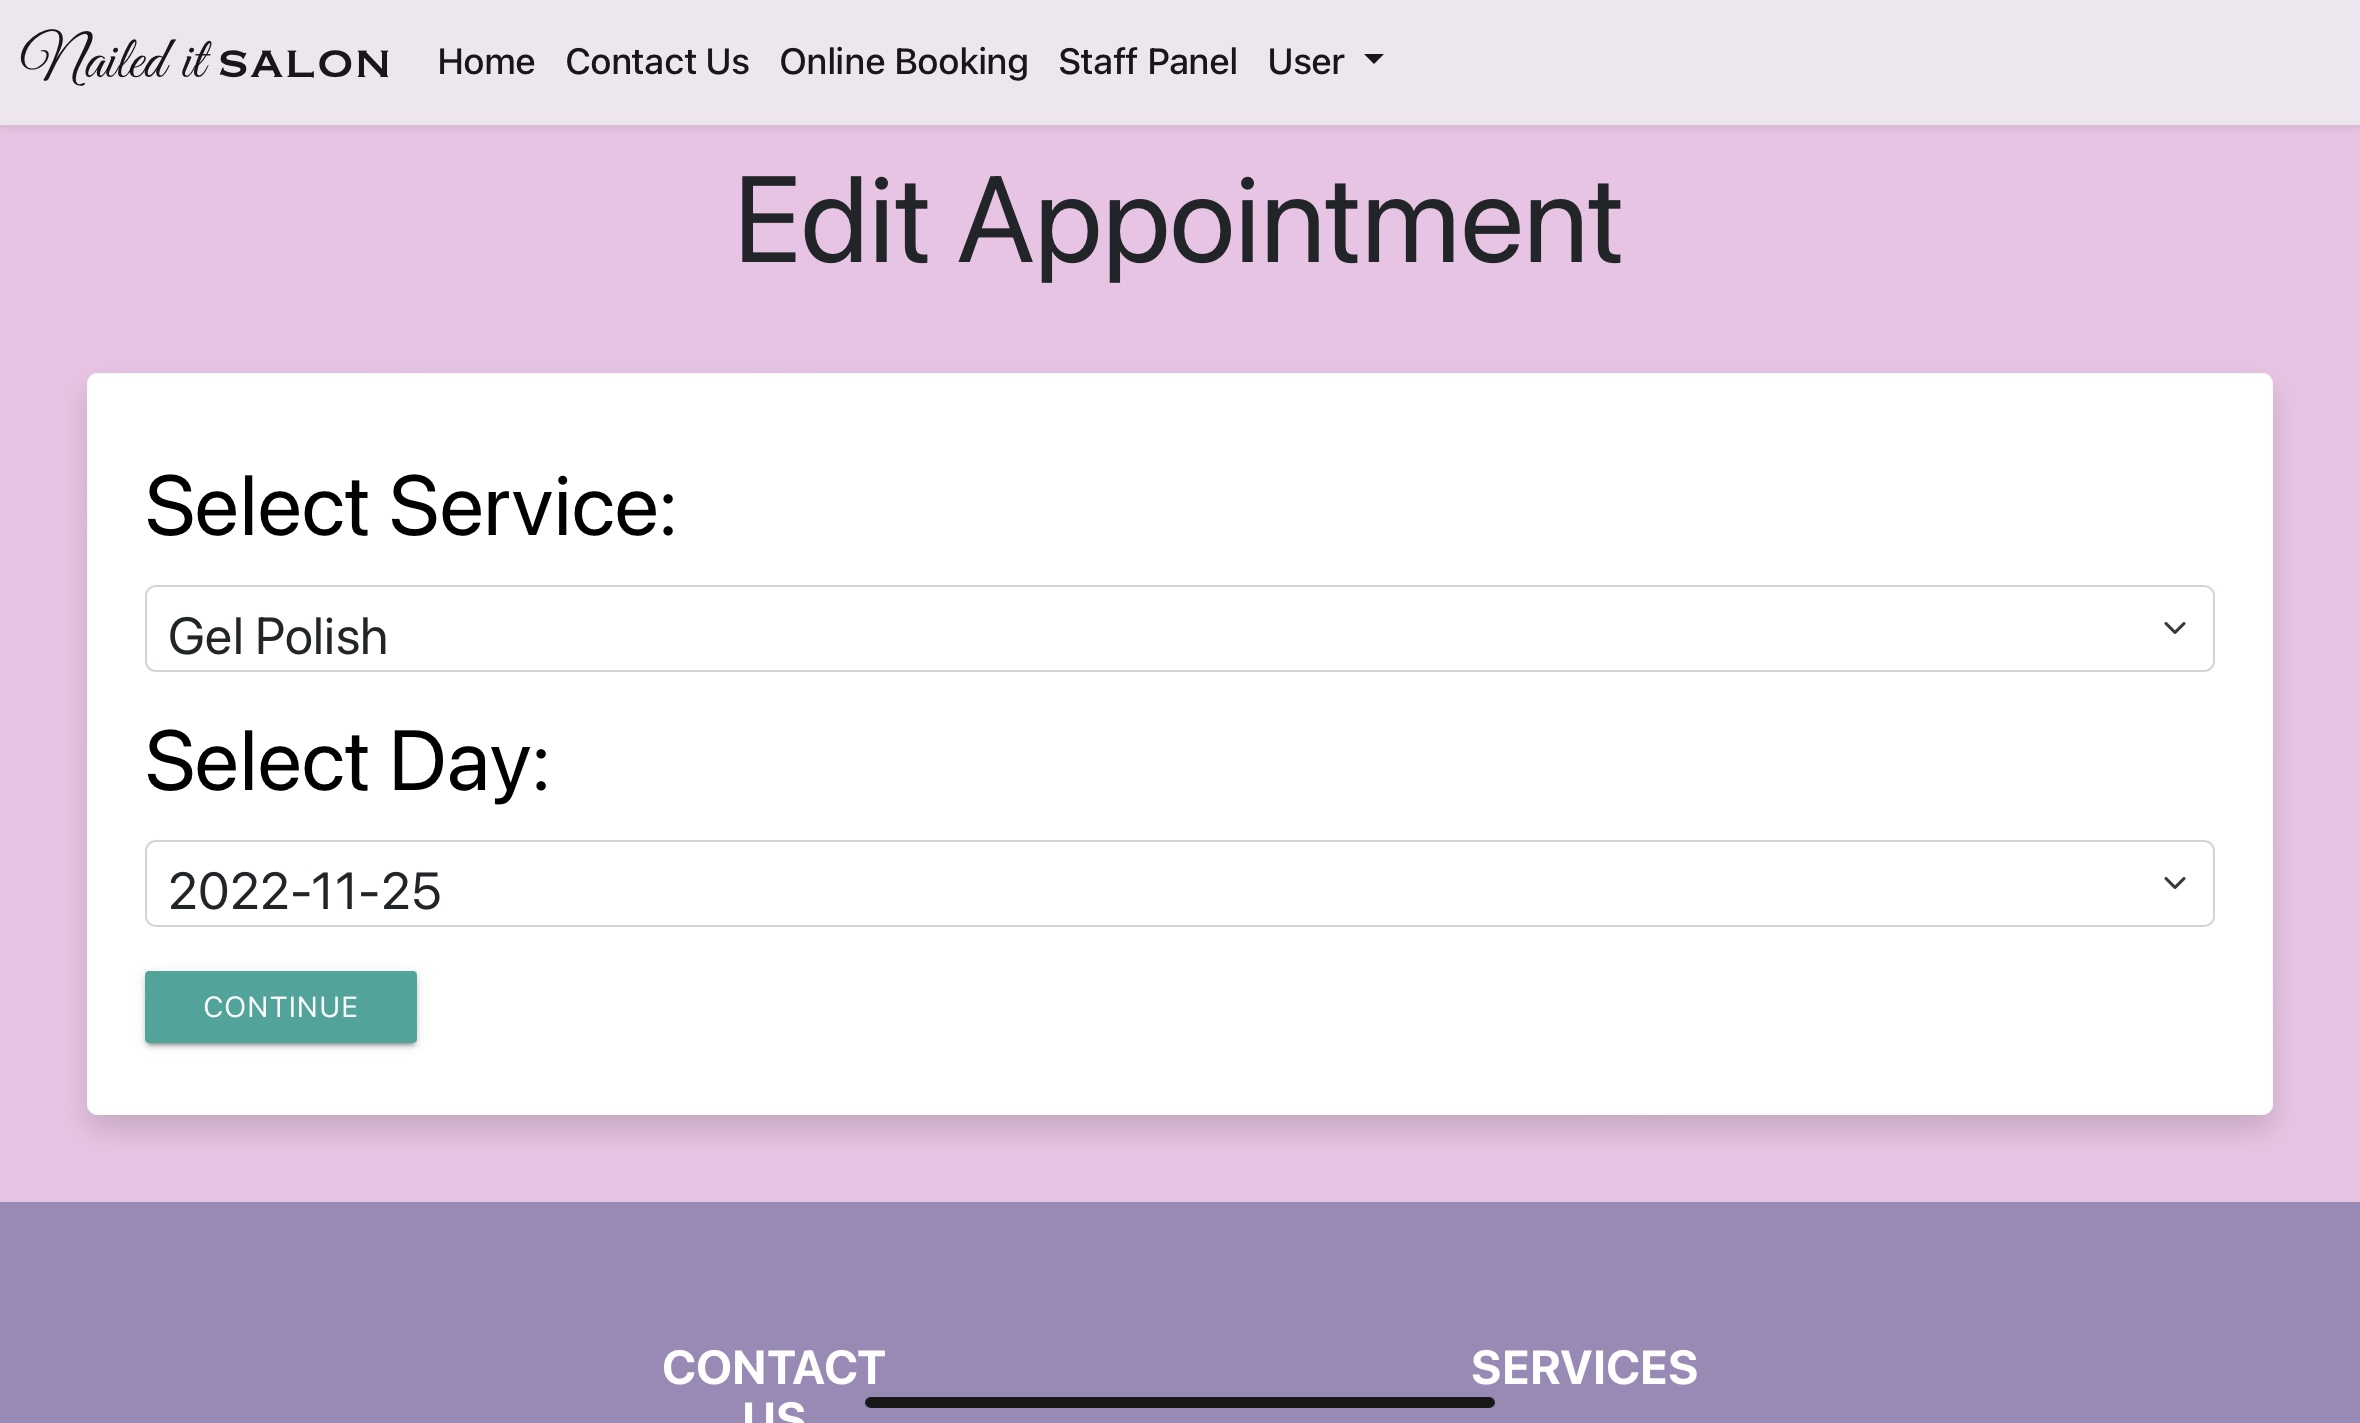 Nailed it SALON Home Contact Us Online Booking Staff Panel User
Edit Appointment
Select Service:
Gel Polish
Select Day:
2022-11-25
CONTINUE
CONTACT US
SERVICES